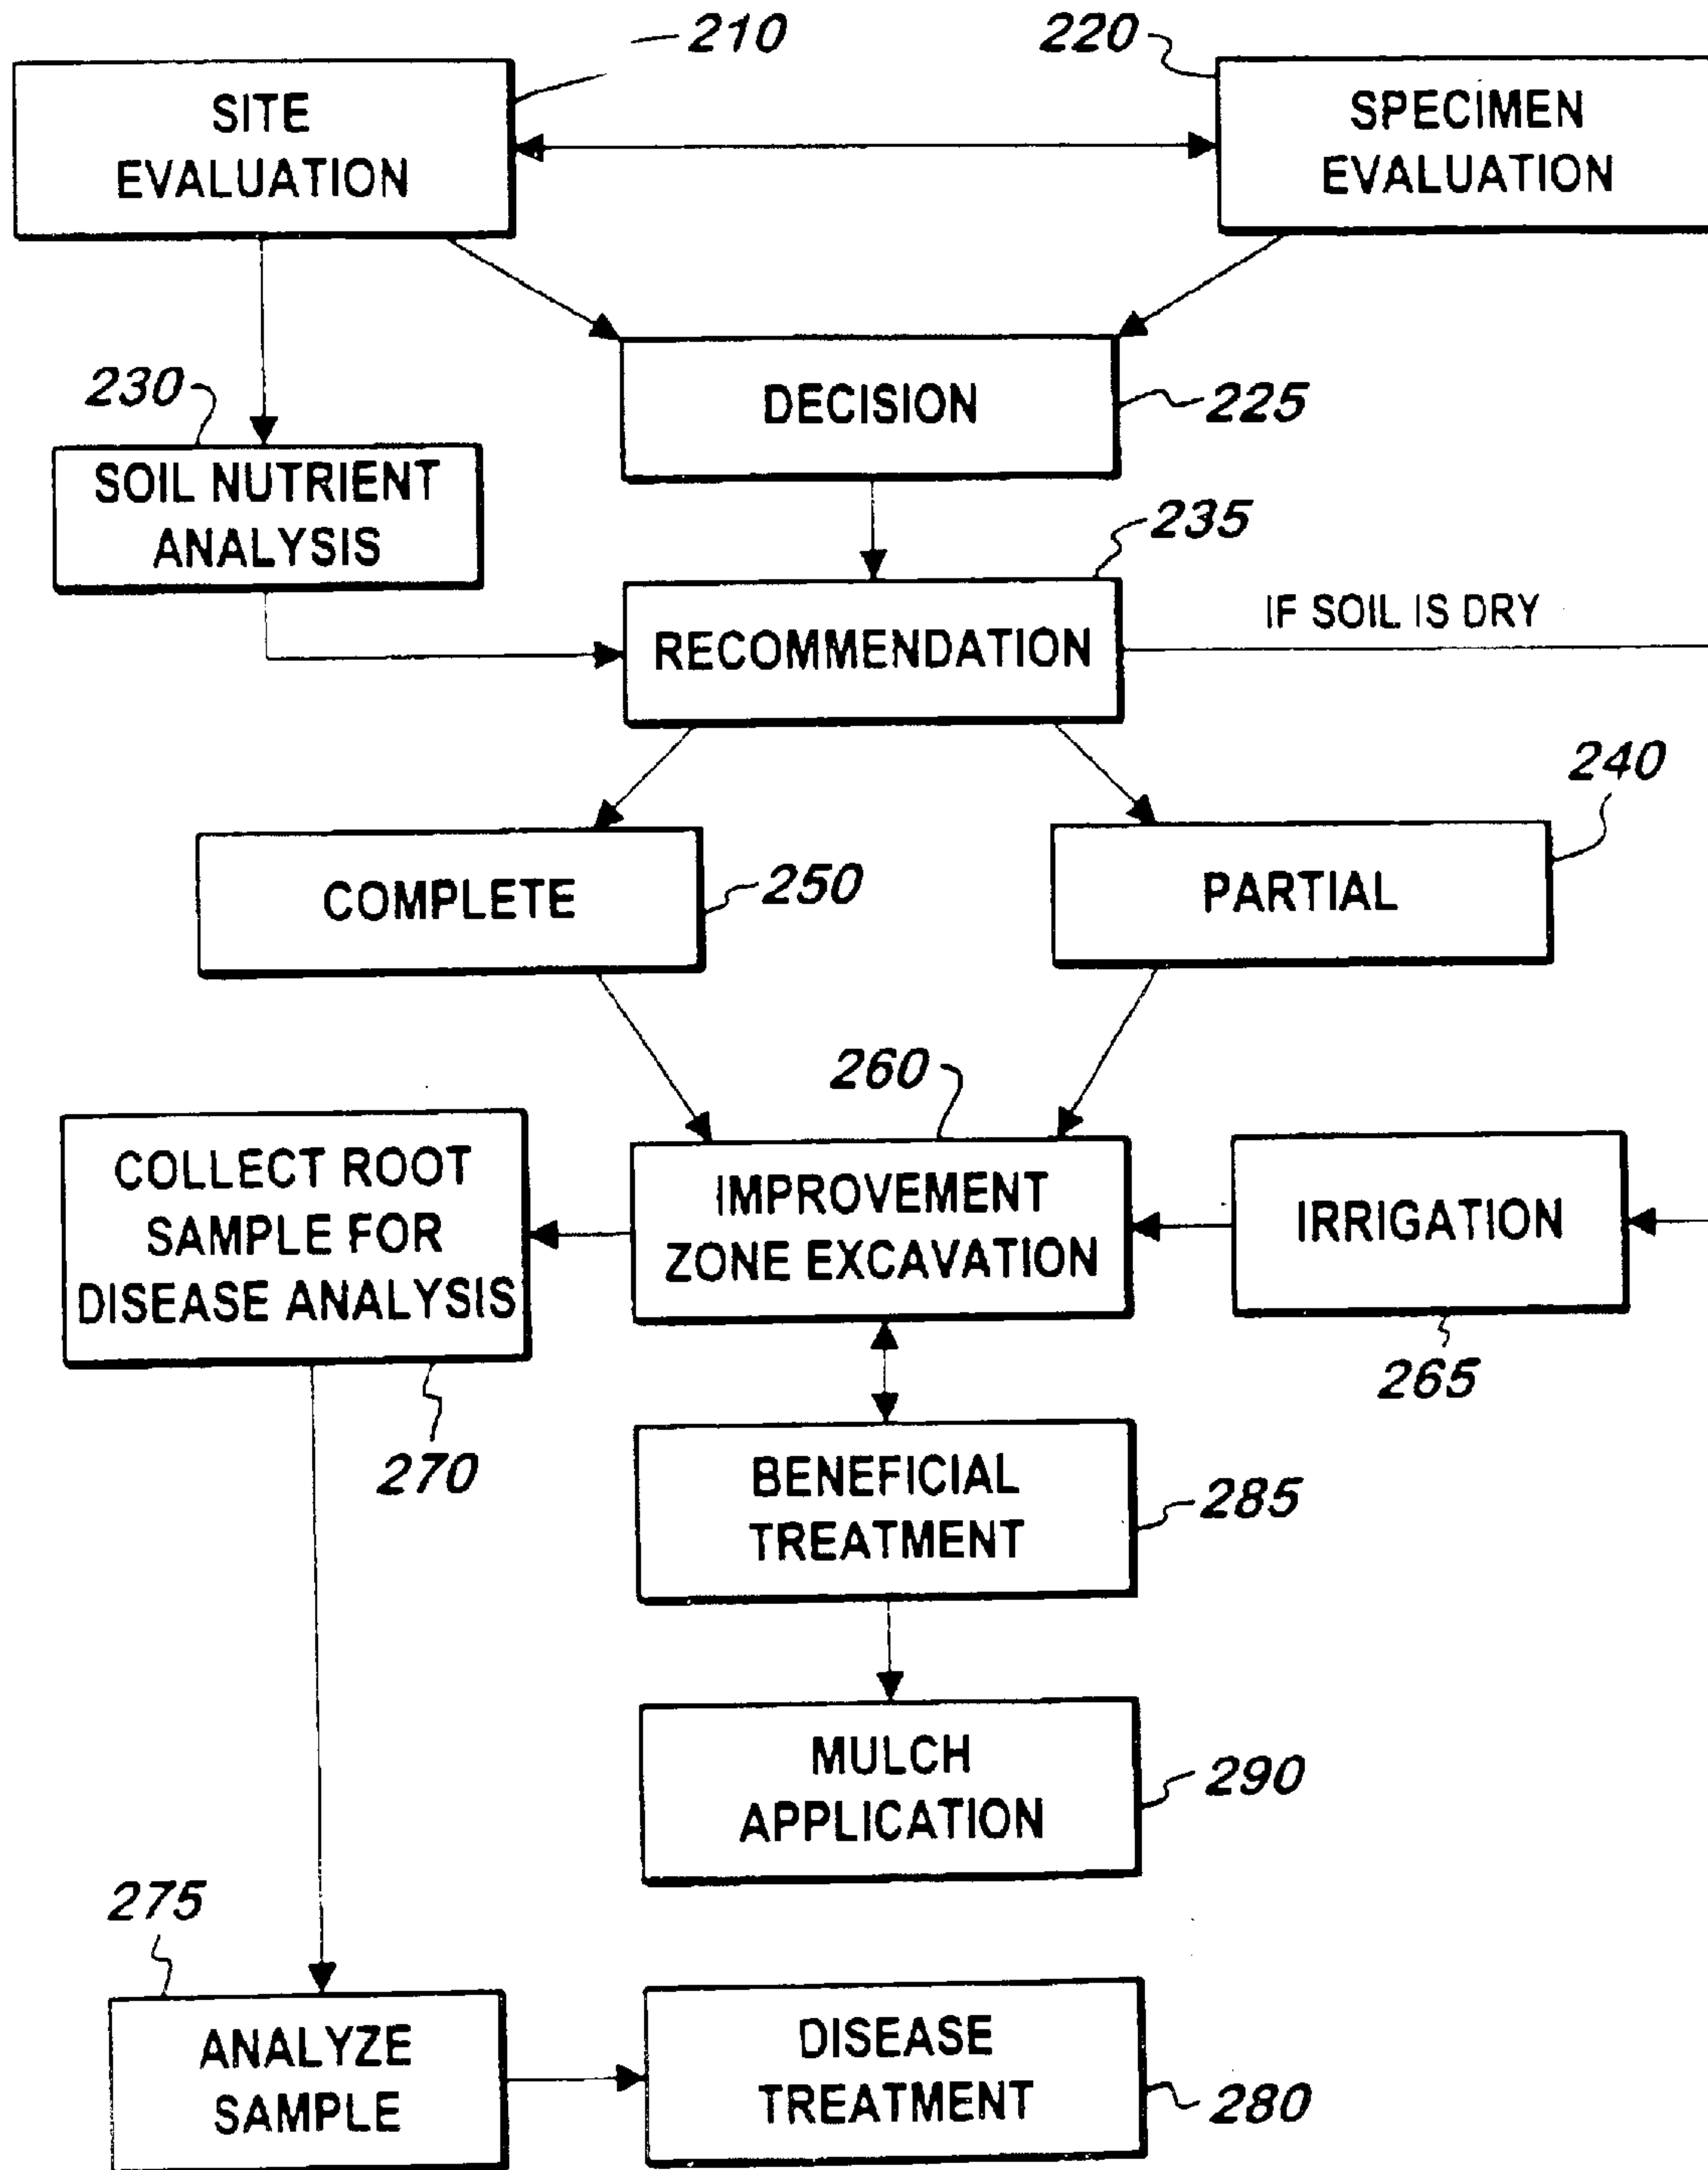 210
220
SITE
EVALUATION
SPECIMEN
EVALUATION
230
DECISION
225
SOIL NUTRIENT
ANALYSIS
235
RECOMMENDATION
IF SOIL IS DRY
240
COMPLETE
250
PARTIAL
260
COLLECT ROOT
SAMPLE FOR
DISEASE ANALYSIS
IMPROVEMENT
ZONE EXCAVATION
IRRIGATION
265
270
BENEFICIAL
TREATMENT
285
MULCH
APPLICATION
290
275
ANALYZE
SAMPLE
DISEASE
TREATMENT
280